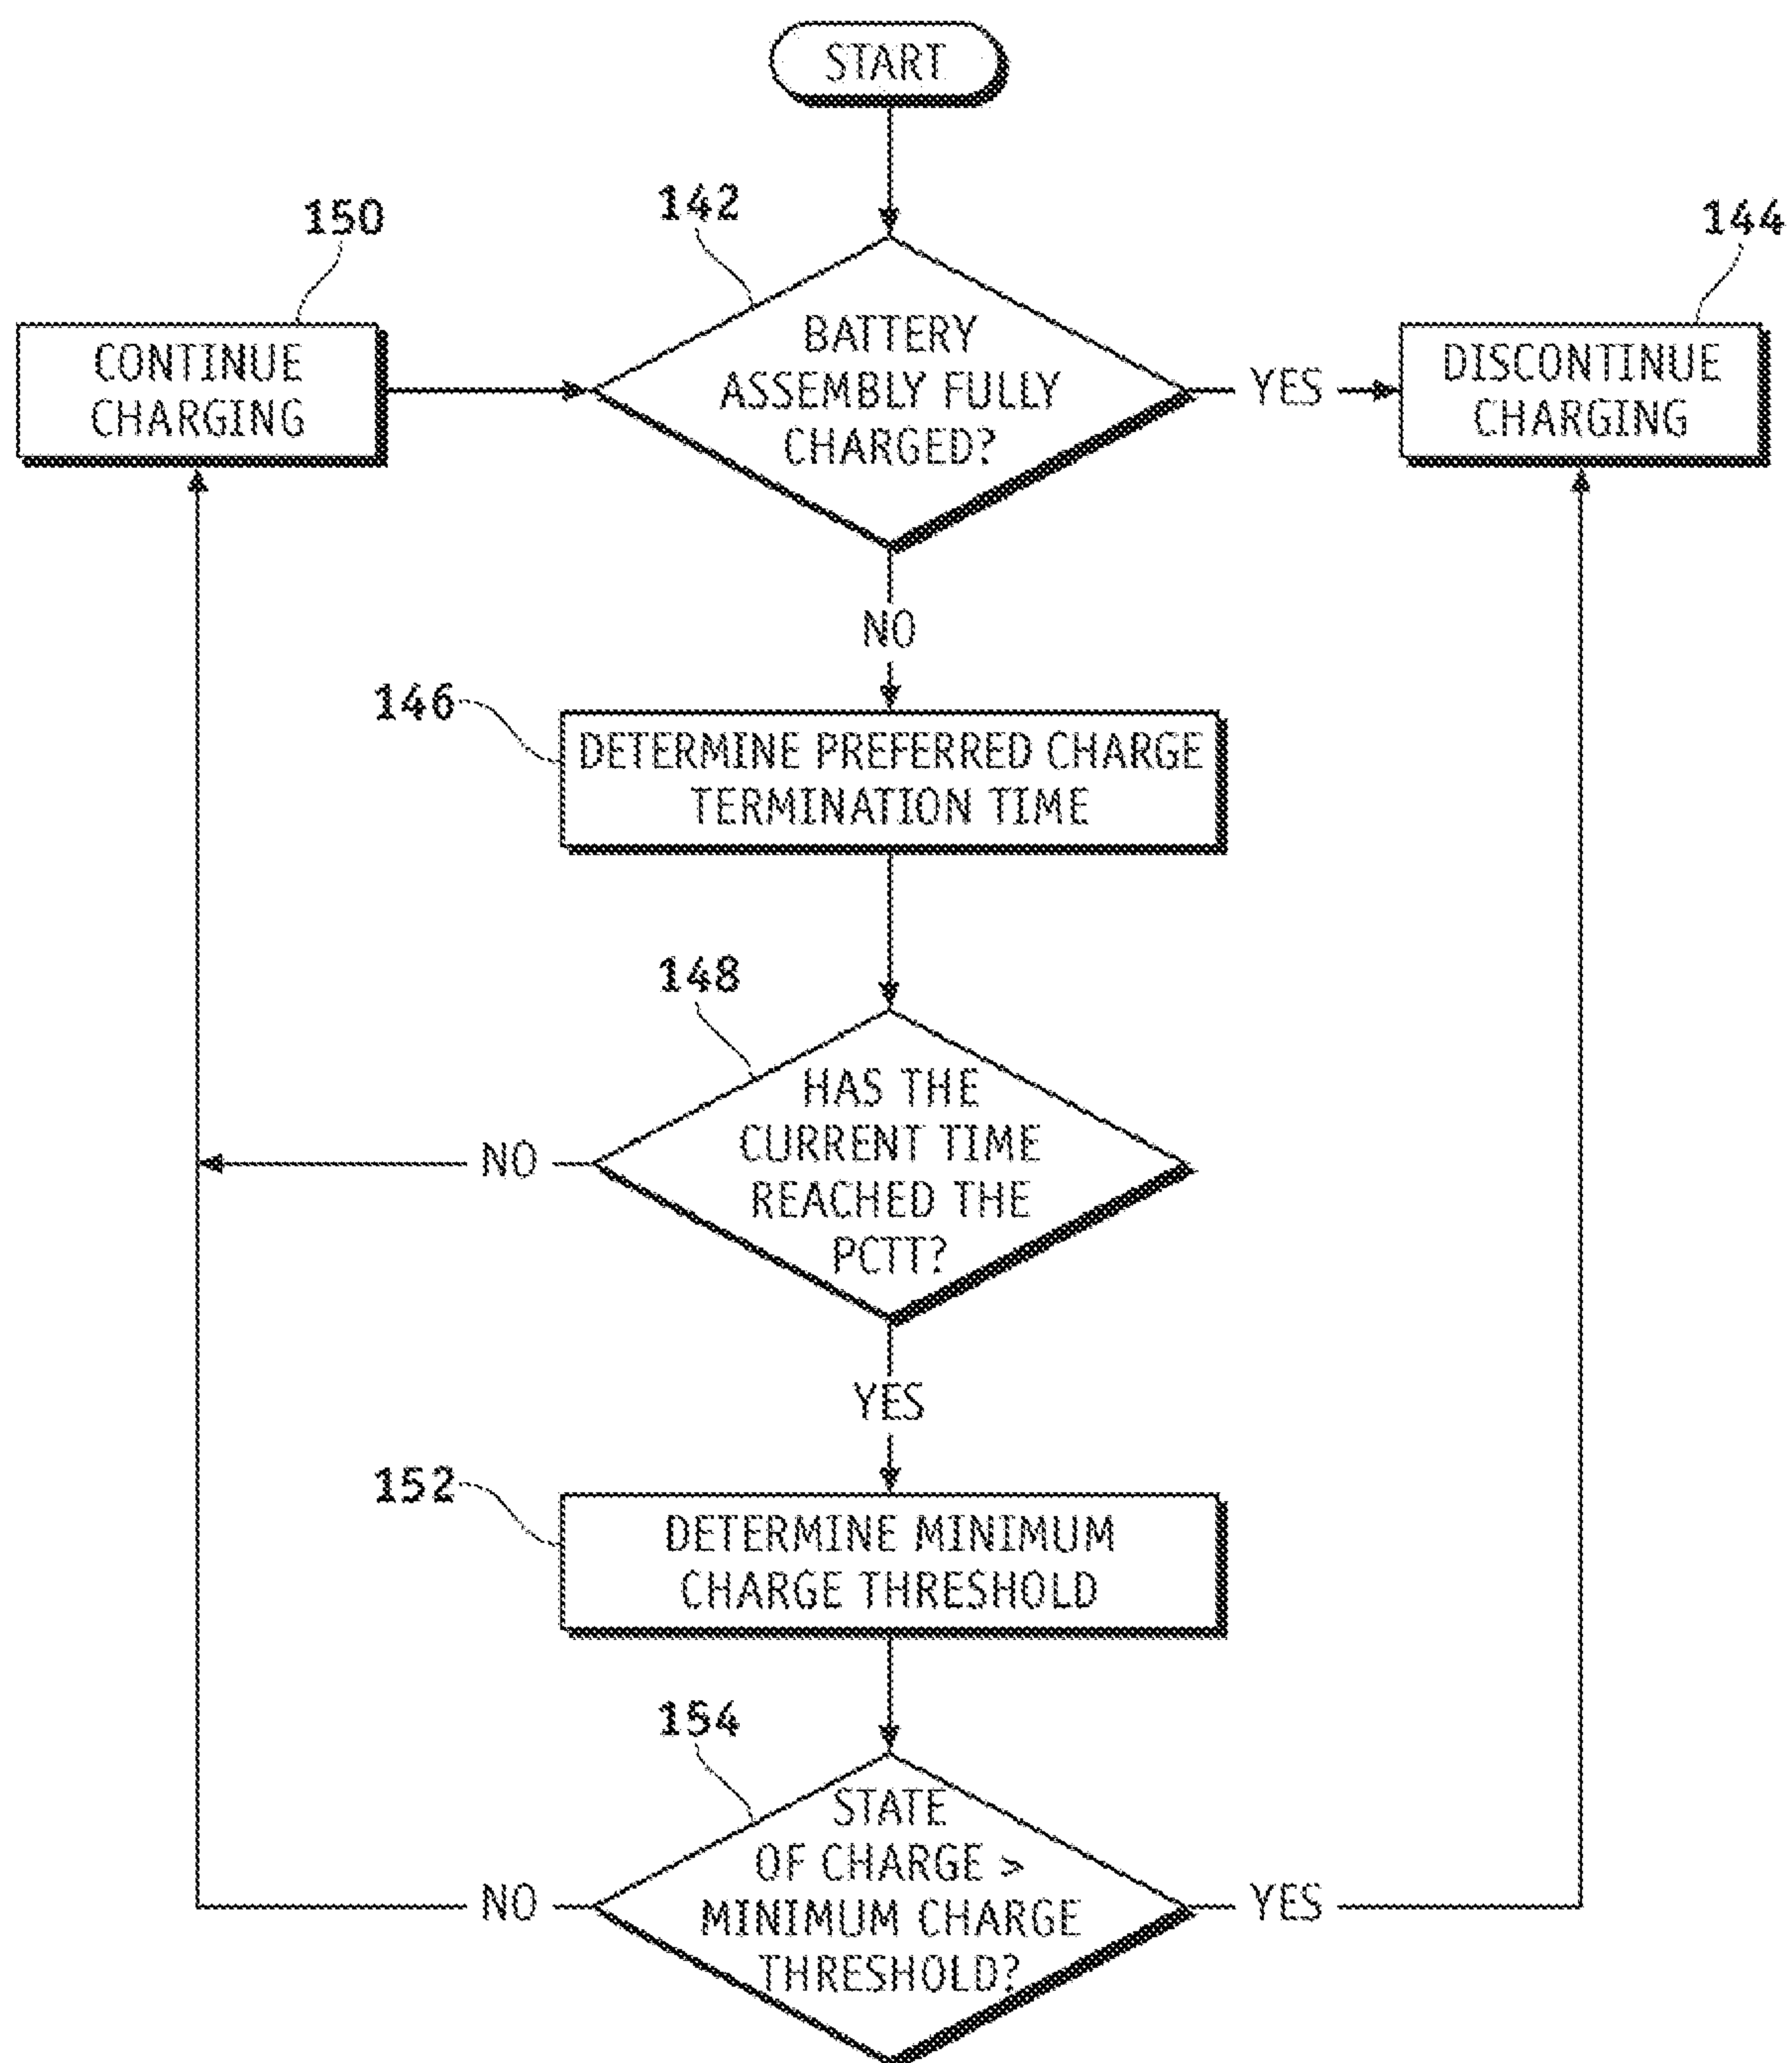 START
150
142
144
CONTINUE
CHARGING
BATTERY
ASSEMBLY FULLY
CHARGED?
YES
DISCONTINUE
CHARGING
NO
146
DETERMINE PREFERRED CHARGE
TERMINATION TIME
148
HAS THE
CURRENT TIME
REACHED THE
PCTT?
NO
YES
152
DETERMINE MINIMUM
CHARGE THRESHOLD
154
STATE
OF CHARGE >
MINIMUM CHARGE
THRESHOLD?
NO
YES